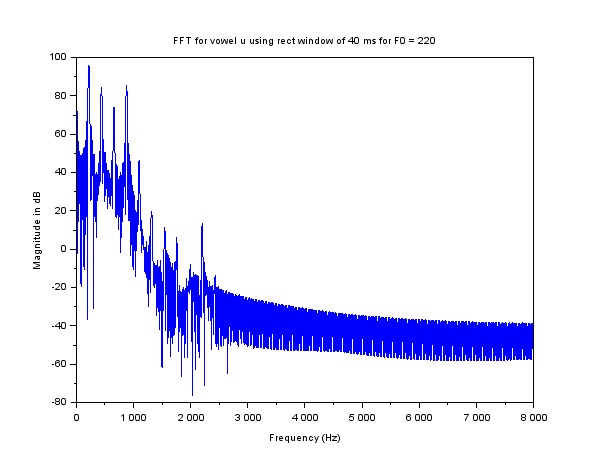 FFT for vowel u using rect window of 40 ms for F0 = 220
100
80
60
40
20
0
-20
-40
-60
-80
Magnitude in dB
0 1 000 2 000 3 000 4 000 5 000 6 000 7 000 8 000
Frequency (Hz)